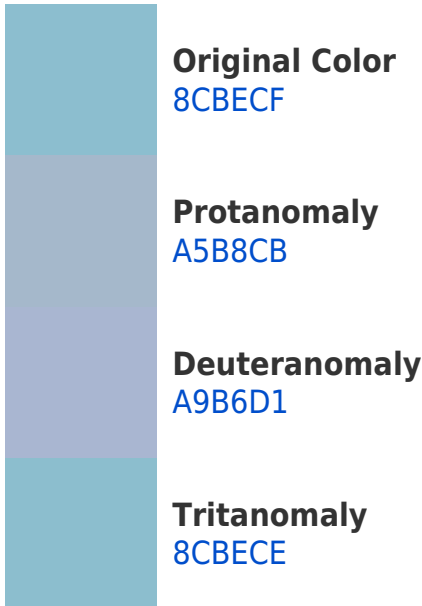 Original Color
8CBECF
Protanomaly
A5B8CB
Deuteranomaly
A9B6D1
Tritanomaly
8CBECE